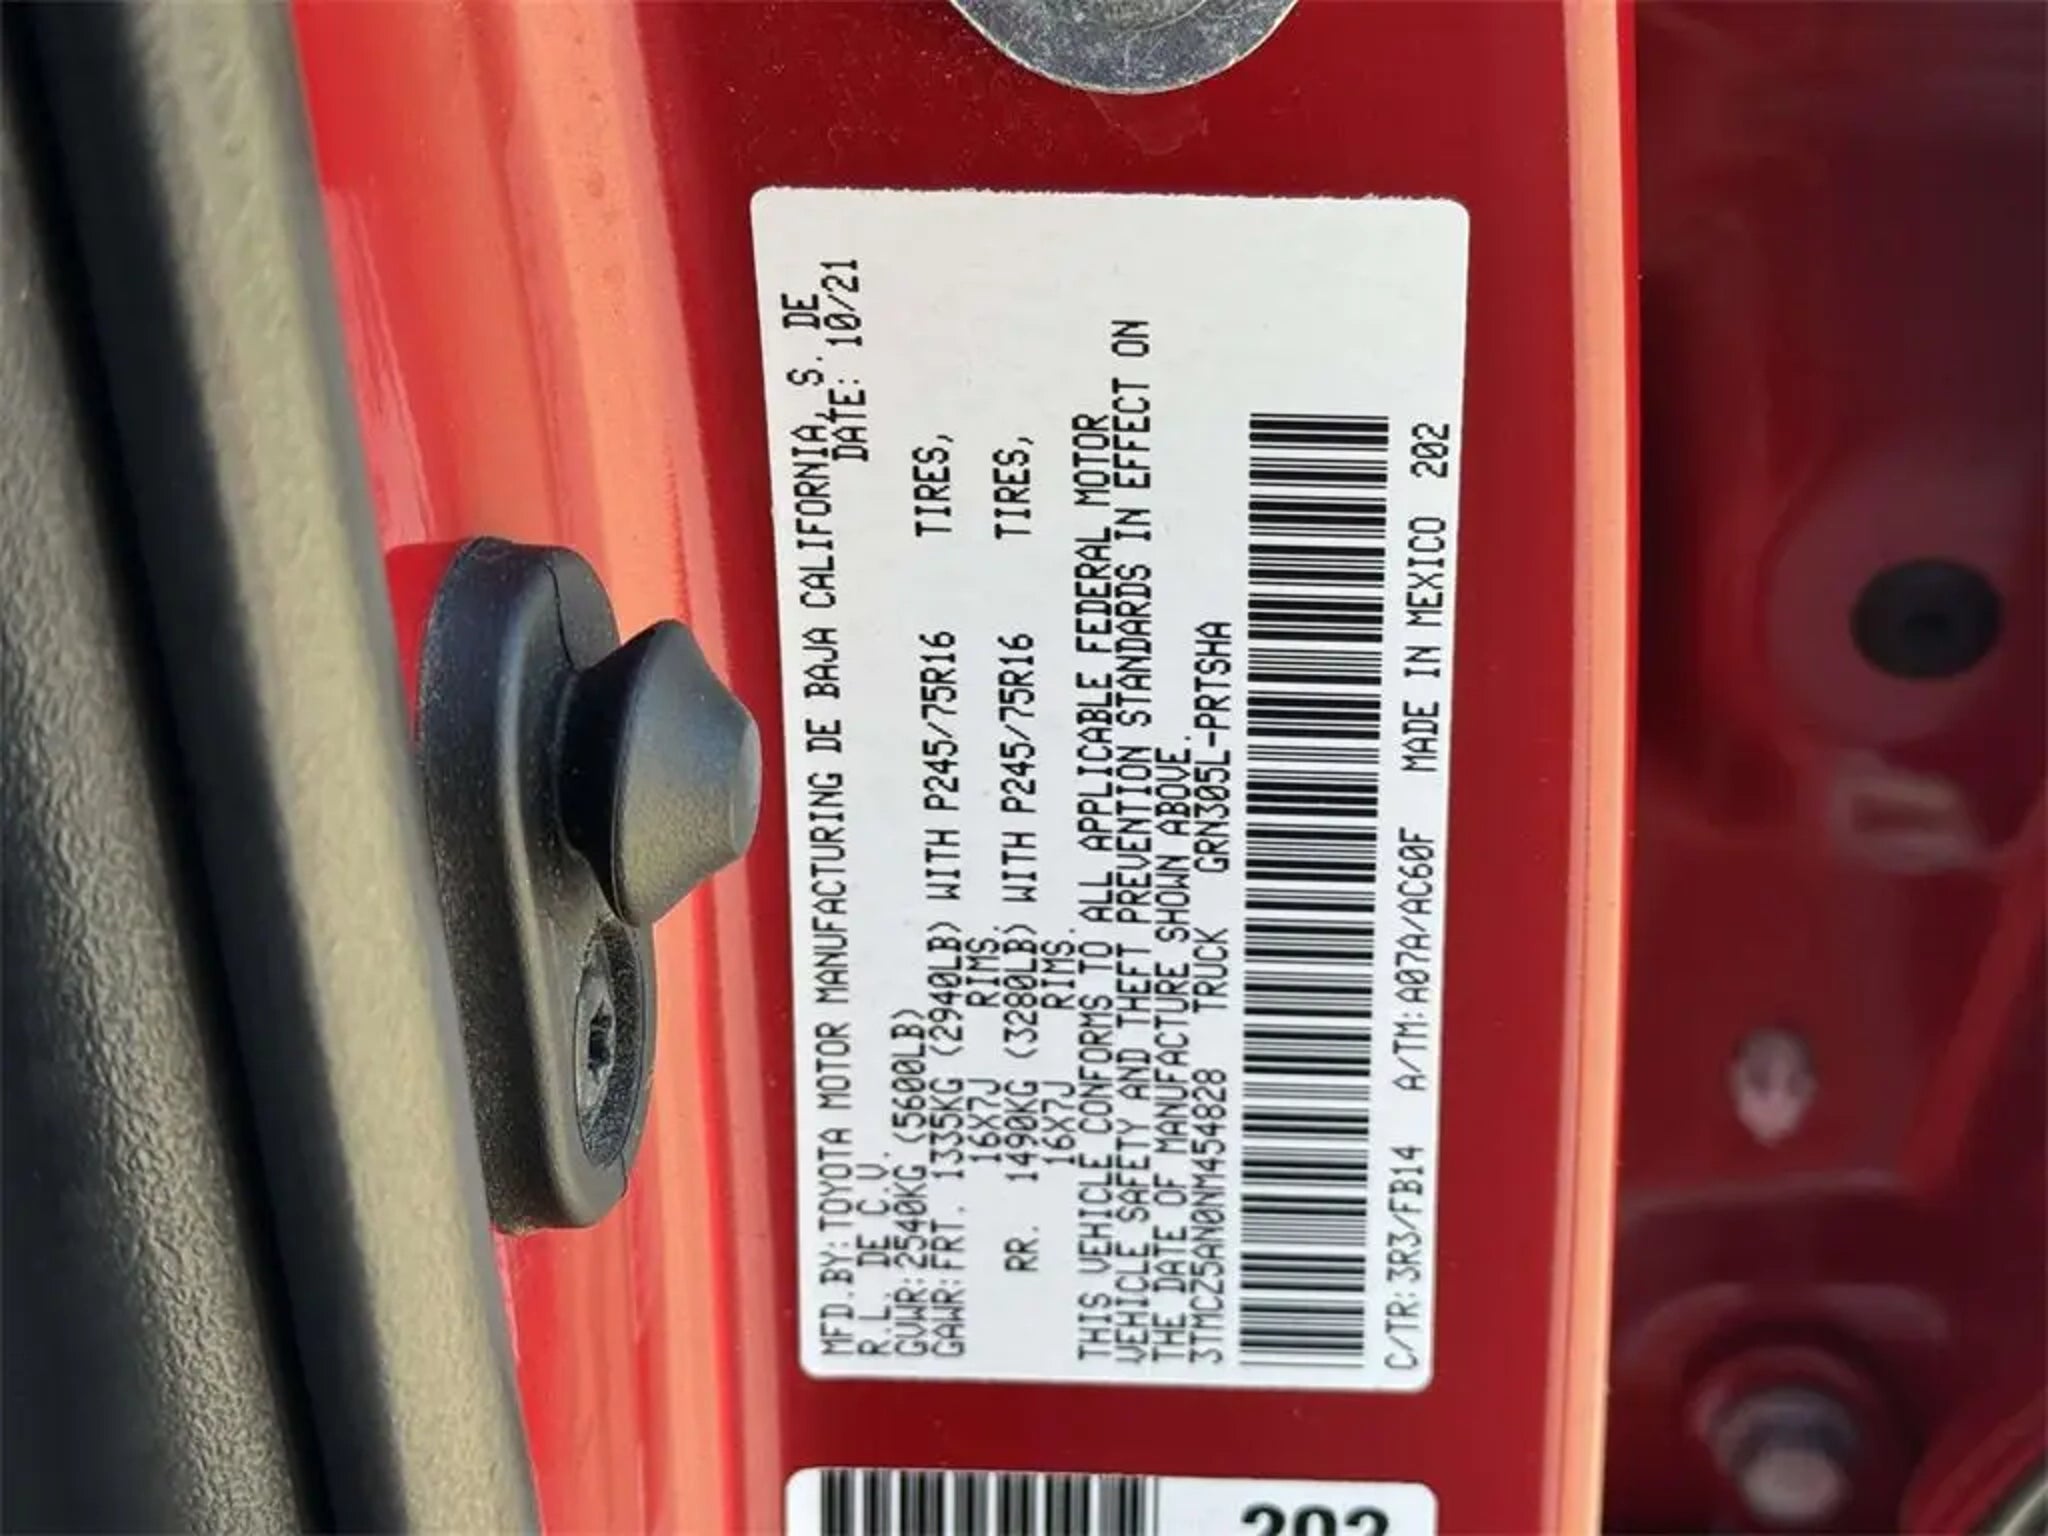 MFD.BY:TOYOTA MOTOR MANUFACTURING DE BAJA CALIFORNIA, S. DE
R.L. DE C.V. DATE: 10/21
GVWR:2540KG (5600LB)
GAWR:FRT. 1335KG (2940LB) WITH P245/75R16 TIRES,
16X7J RIMS.
RR. 1490KG (3280LB) WITH P245/75R16 TIRES,
16X7J RIMS.
THIS VEHICLE CONFORMS TO ALL APPLICABLE FEDERAL MOTOR
VEHICLE SAFETY AND THEFT PREVENTION STANDARDS IN EFFECT ON
THE DATE OF MANUFACTURE SHOWN ABOVE.
3TMCZ5AN0NM454828 TRUCK GRN305L-PRTSHA
C/TR:3R3/FB14 A/TM:A07A/AC60F MADE IN MEXICO 202